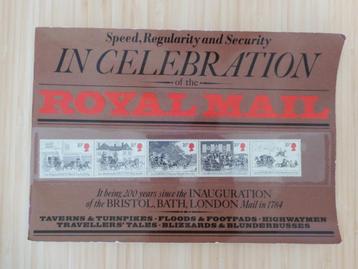 Speed, Regularity and Security
IN CELEBRATION
of the
ROYAL MAIL
It being 200 years since the INAUGURATION
of the BRISTOL, BATH, LONDON Mail in 1784
TAVERNS & TURNPIKES · FLOODS & FOOTPADS · HIGHWAYMEN
TRAVELLERS' TALES · BLIZZARDS & BLUNDERBUSSES